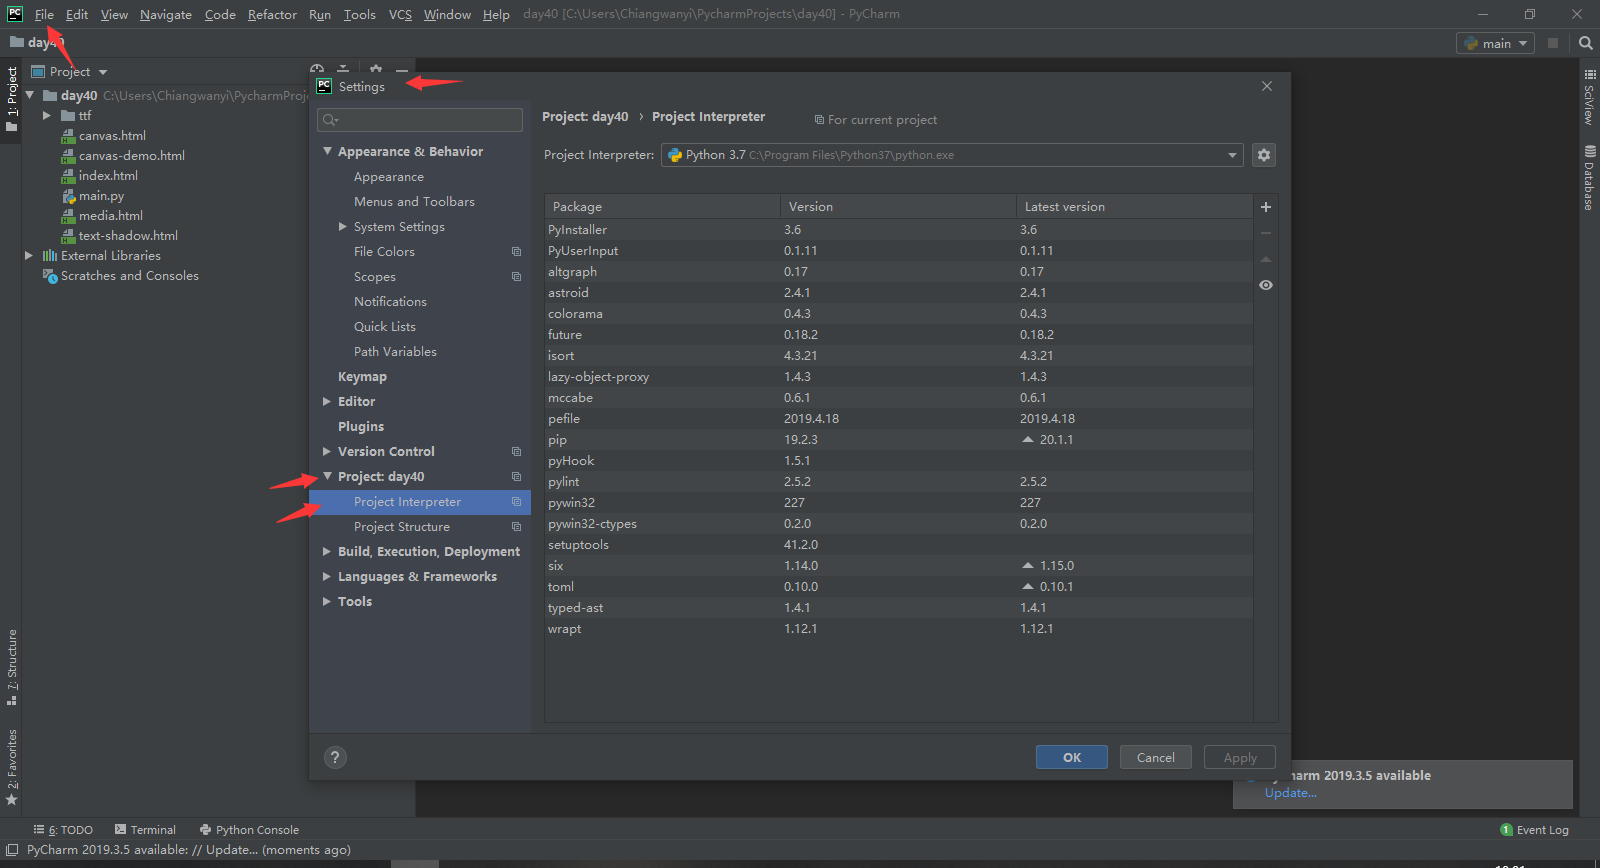 PC File Edit View Navigate Code Refactor Run Tools VCS Window Help day40 [C:\Users\Chiangwanyi\PycharmProjects\day40] - PyCharm
day40
main
1: Project
Project
day40 C:\Users\Chiangwanyi\PycharmProj
ttf
canvas.html
canvas-demo.html
index.html
main.py
media.html
text-shadow.html
External Libraries
Scratches and Consoles
7: Structure
2: Favorites
SciView
Database
PC Settings
Appearance & Behavior
Appearance
Menus and Toolbars
System Settings
File Colors
Scopes
Notifications
Quick Lists
Path Variables
Keymap
Editor
Plugins
Version Control
Project: day40
Project Interpreter
Project Structure
Build, Execution, Deployment
Languages & Frameworks
Tools
Project: day40 › Project Interpreter For current project
Project Interpreter: Python 3.7 C:\Program Files\Python37\python.exe
Package Version Latest version
PyInstaller 3.6 3.6
PyUserInput 0.1.11 0.1.11
altgraph 0.17 0.17
astroid 2.4.1 2.4.1
colorama 0.4.3 0.4.3
future 0.18.2 0.18.2
isort 4.3.21 4.3.21
lazy-object-proxy 1.4.3 1.4.3
mccabe 0.6.1 0.6.1
pefile 2019.4.18 2019.4.18
pip 19.2.3 20.1.1
pyHook 1.5.1
pylint 2.5.2 2.5.2
pywin32 227 227
pywin32-ctypes 0.2.0 0.2.0
setuptools 41.2.0
six 1.14.0 1.15.0
toml 0.10.0 0.10.1
typed-ast 1.4.1 1.4.1
wrapt 1.12.1 1.12.1
? OK Cancel Apply
2019.3.5 available
Update...
6: TODO Terminal Python Console 1 Event Log
PyCharm 2019.3.5 available: // Update... (moments ago)